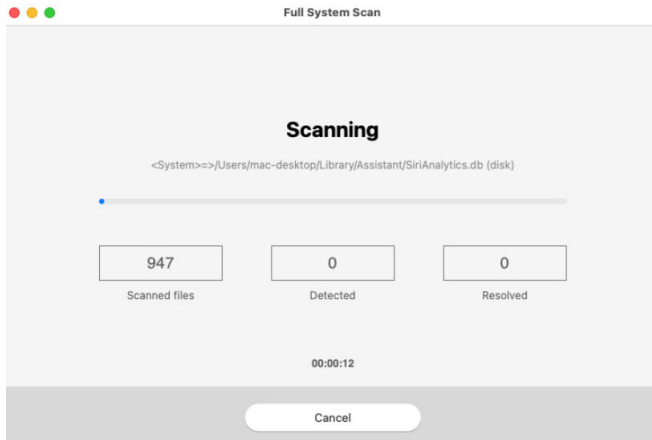 Full System Scan
Scanning
<System>=>/Users/mac-desktop/Library/Assistant/SiriAnalytics.db (disk)
947
0
0
Scanned files
Detected
Resolved
00:00:12
Cancel